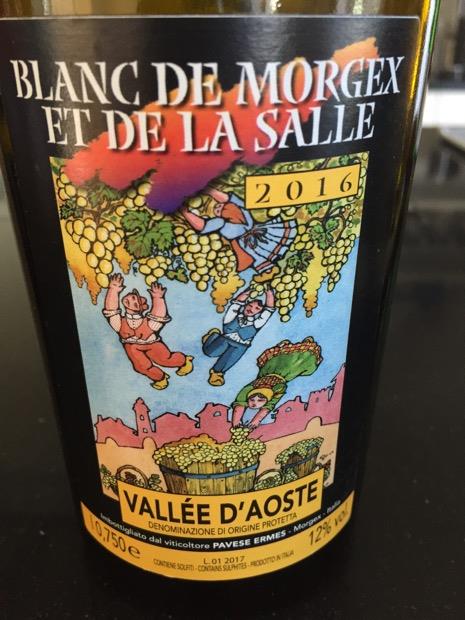 BLANC DE MORGEX
ET DE LA SALLE
2016
VALLÉE D'AOSTE
DENOMINAZIONE DI ORIGINE PROTETTA
Imbottigliato dal viticoltore PAVESE ERMES - Morgex - Italia
0,750 e
12% VOL.
L.01 2017
CONTIENE SOLFITI - CONTAINS SULPHITES - PRODOTTO IN ITALIA